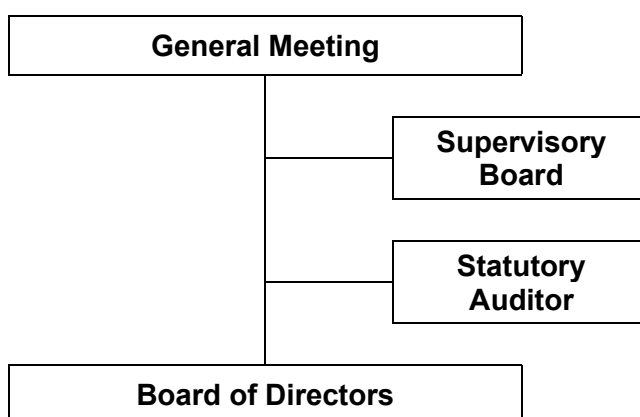 General Meeting
Supervisory
Board
Statutory
Auditor
Board of Directors